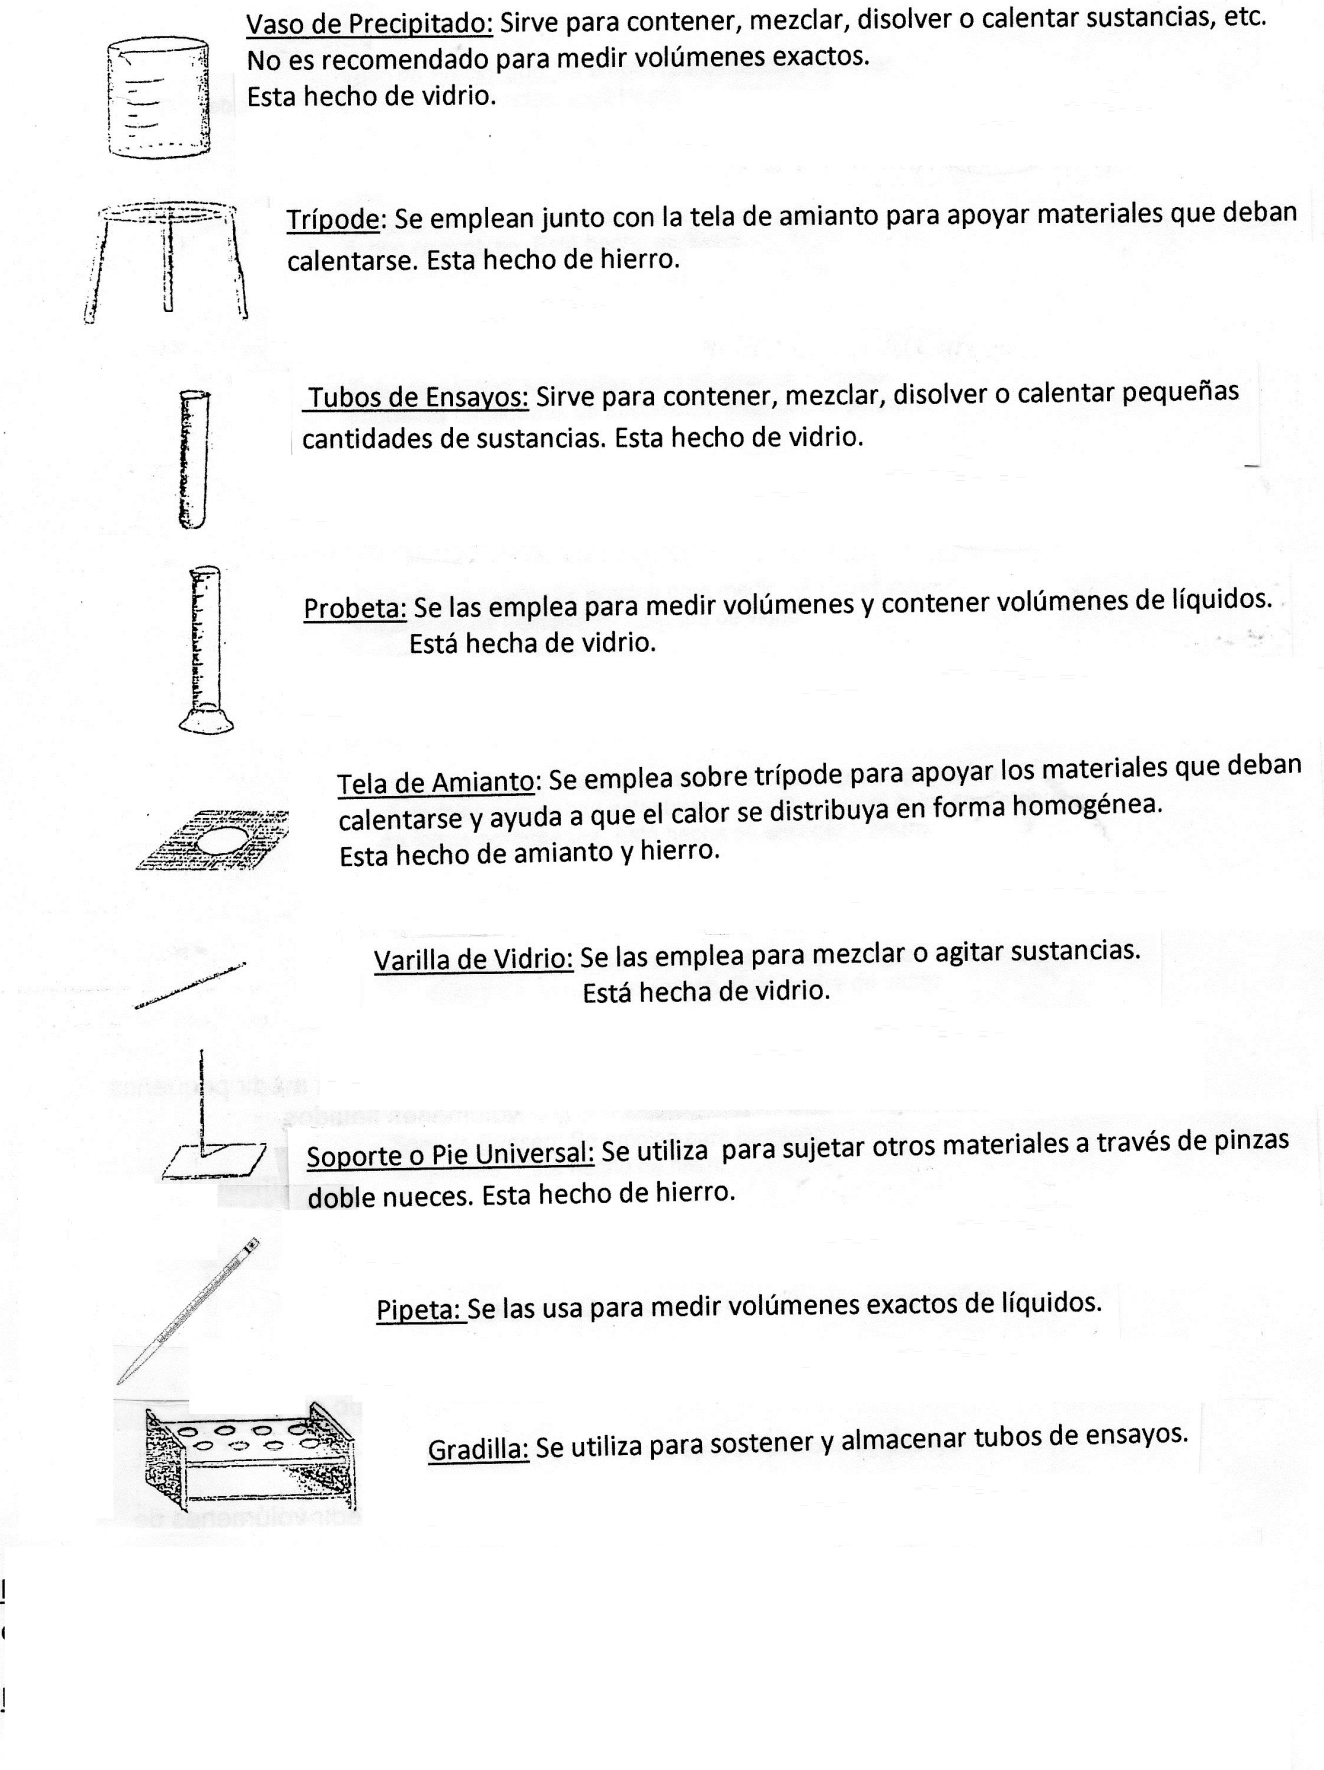 Vaso de Precipitado: Sirve para contener, mezclar, disolver o calentar sustancias, etc.
No es recomendado para medir volúmenes exactos.
Esta hecho de vidrio.
Trípode: Se emplean junto con la tela de amianto para apoyar materiales que deban
calentarse. Esta hecho de hierro.
Tubos de Ensayos: Sirve para contener, mezclar, disolver o calentar pequeñas
cantidades de sustancias. Esta hecho de vidrio.
Probeta: Se las emplea para medir volúmenes y contener volúmenes de líquidos.
Está hecha de vidrio.
Tela de Amianto: Se emplea sobre trípode para apoyar los materiales que deban
calentarse y ayuda a que el calor se distribuya en forma homogénea.
Esta hecho de amianto y hierro.
Varilla de Vidrio: Se las emplea para mezclar o agitar sustancias.
Está hecha de vidrio.
Soporte o Pie Universal: Se utiliza para sujetar otros materiales a través de pinzas
doble nueces. Esta hecho de hierro.
Pipeta: Se las usa para medir volúmenes exactos de líquidos.
Gradilla: Se utiliza para sostener y almacenar tubos de ensayos.